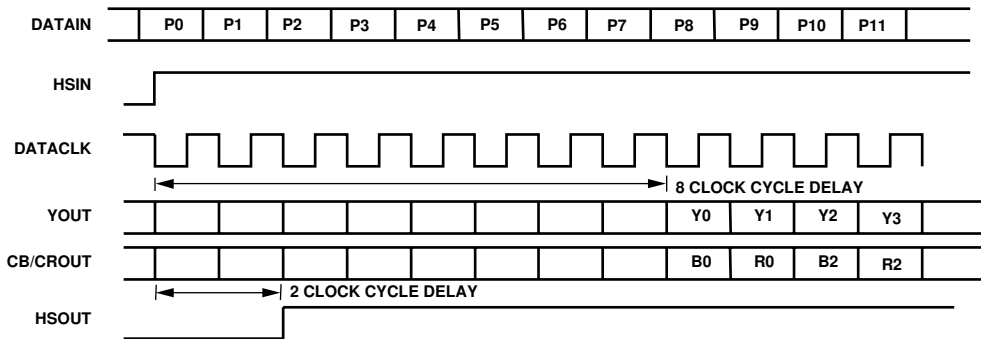 DATAIN P0 P1 P2 P3 P4 P5 P6 P7 P8 P9 P10 P11
HSIN
DATACLK
8 CLOCK CYCLE DELAY
YOUT Y0 Y1 Y2 Y3
CB/CROUT B0 R0 B2 R2
2 CLOCK CYCLE DELAY
HSOUT